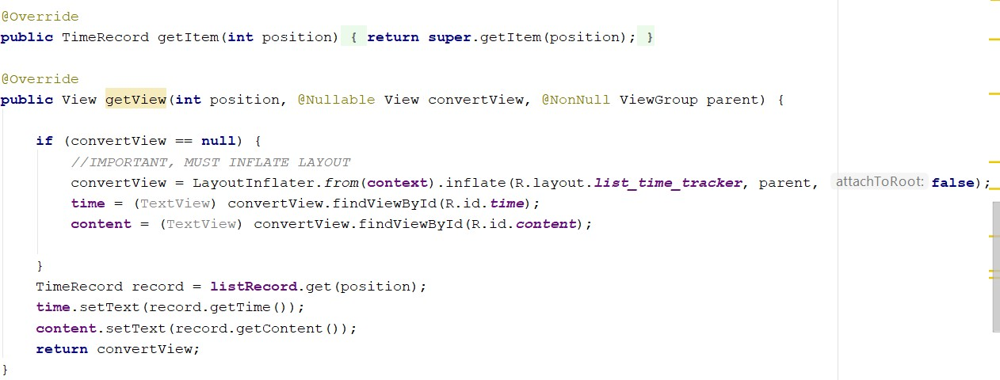 @Override
public TimeRecord getItem(int position) { return super.getItem(position); }
@Override
public View getView(int position, @Nullable View convertView, @NonNull ViewGroup parent) {
if (convertView == null) {
//IMPORTANT, MUST INFLATE LAYOUT
convertView = LayoutInflater.from(context).inflate(R.layout.list_time_tracker, parent, attachToRoot: false);
time = (TextView) convertView.findViewById(R.id.time);
content = (TextView) convertView.findViewById(R.id.content);
}
TimeRecord record = listRecord.get(position);
time.setText(record.getTime());
content.setText(record.getContent());
return convertView;
}